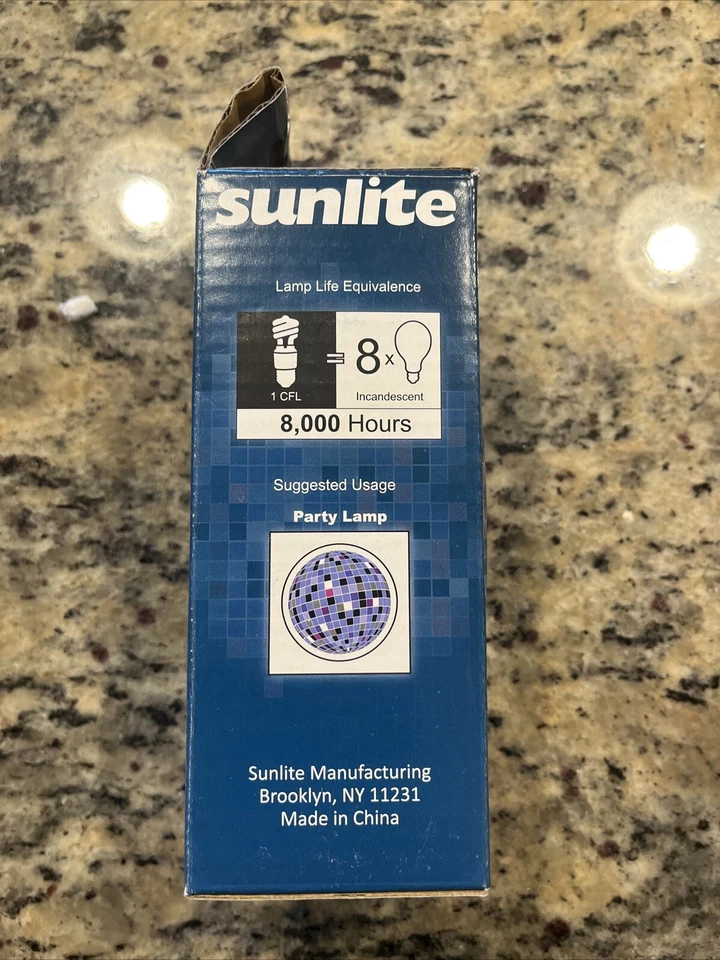 sunlite
Lamp Life Equivalence
= 8 x
1 CFL Incandescent
8,000 Hours
Suggested Usage
Party Lamp
Sunlite Manufacturing
Brooklyn, NY 11231
Made in China